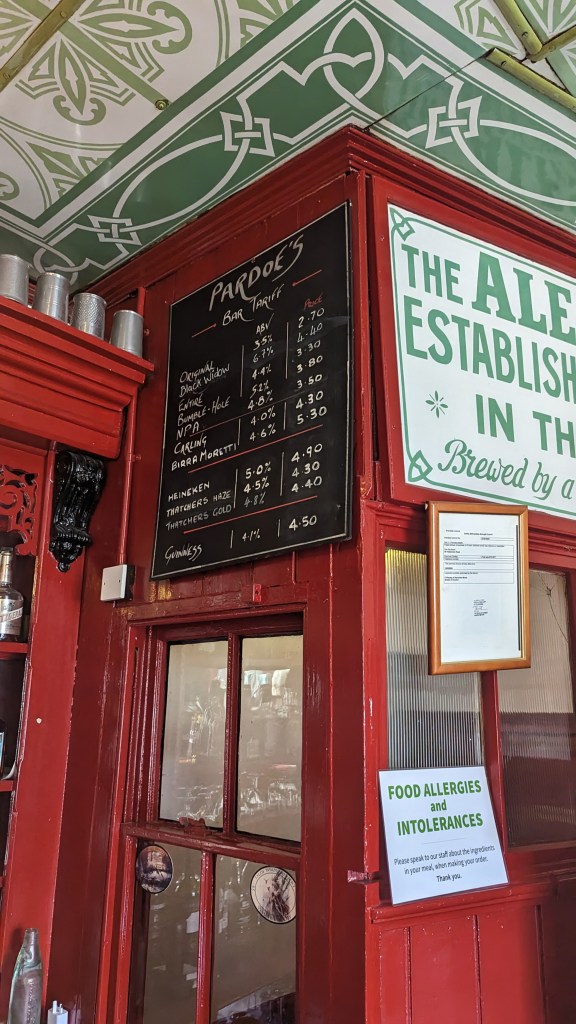 PARDOE'S
BAR TARIFF
ABV PRICE
ORIGINAL 3.5% 2.70
BLACK WIDOW 6.7% 4.40
ENTIRE 4.4% 3.30
BUMBLE-HOLE 5.2% 3.80
NPA 4.8% 3.50
CARLING 4.0% 4.30
BIRRA MORETTI 4.6% 5.30
HEINEKEN 5.0% 4.90
THATCHERS HAZE 4.5% 4.30
THATCHERS GOLD 4.8% 4.40
GUINNESS 4.1% 4.50
THE ALE
ESTABLISH
IN TH
Brewed by a
FOOD ALLERGIES
and
INTOLERANCES
Please speak to our staff about the ingredients
in your meal, when making your order.
Thank you.